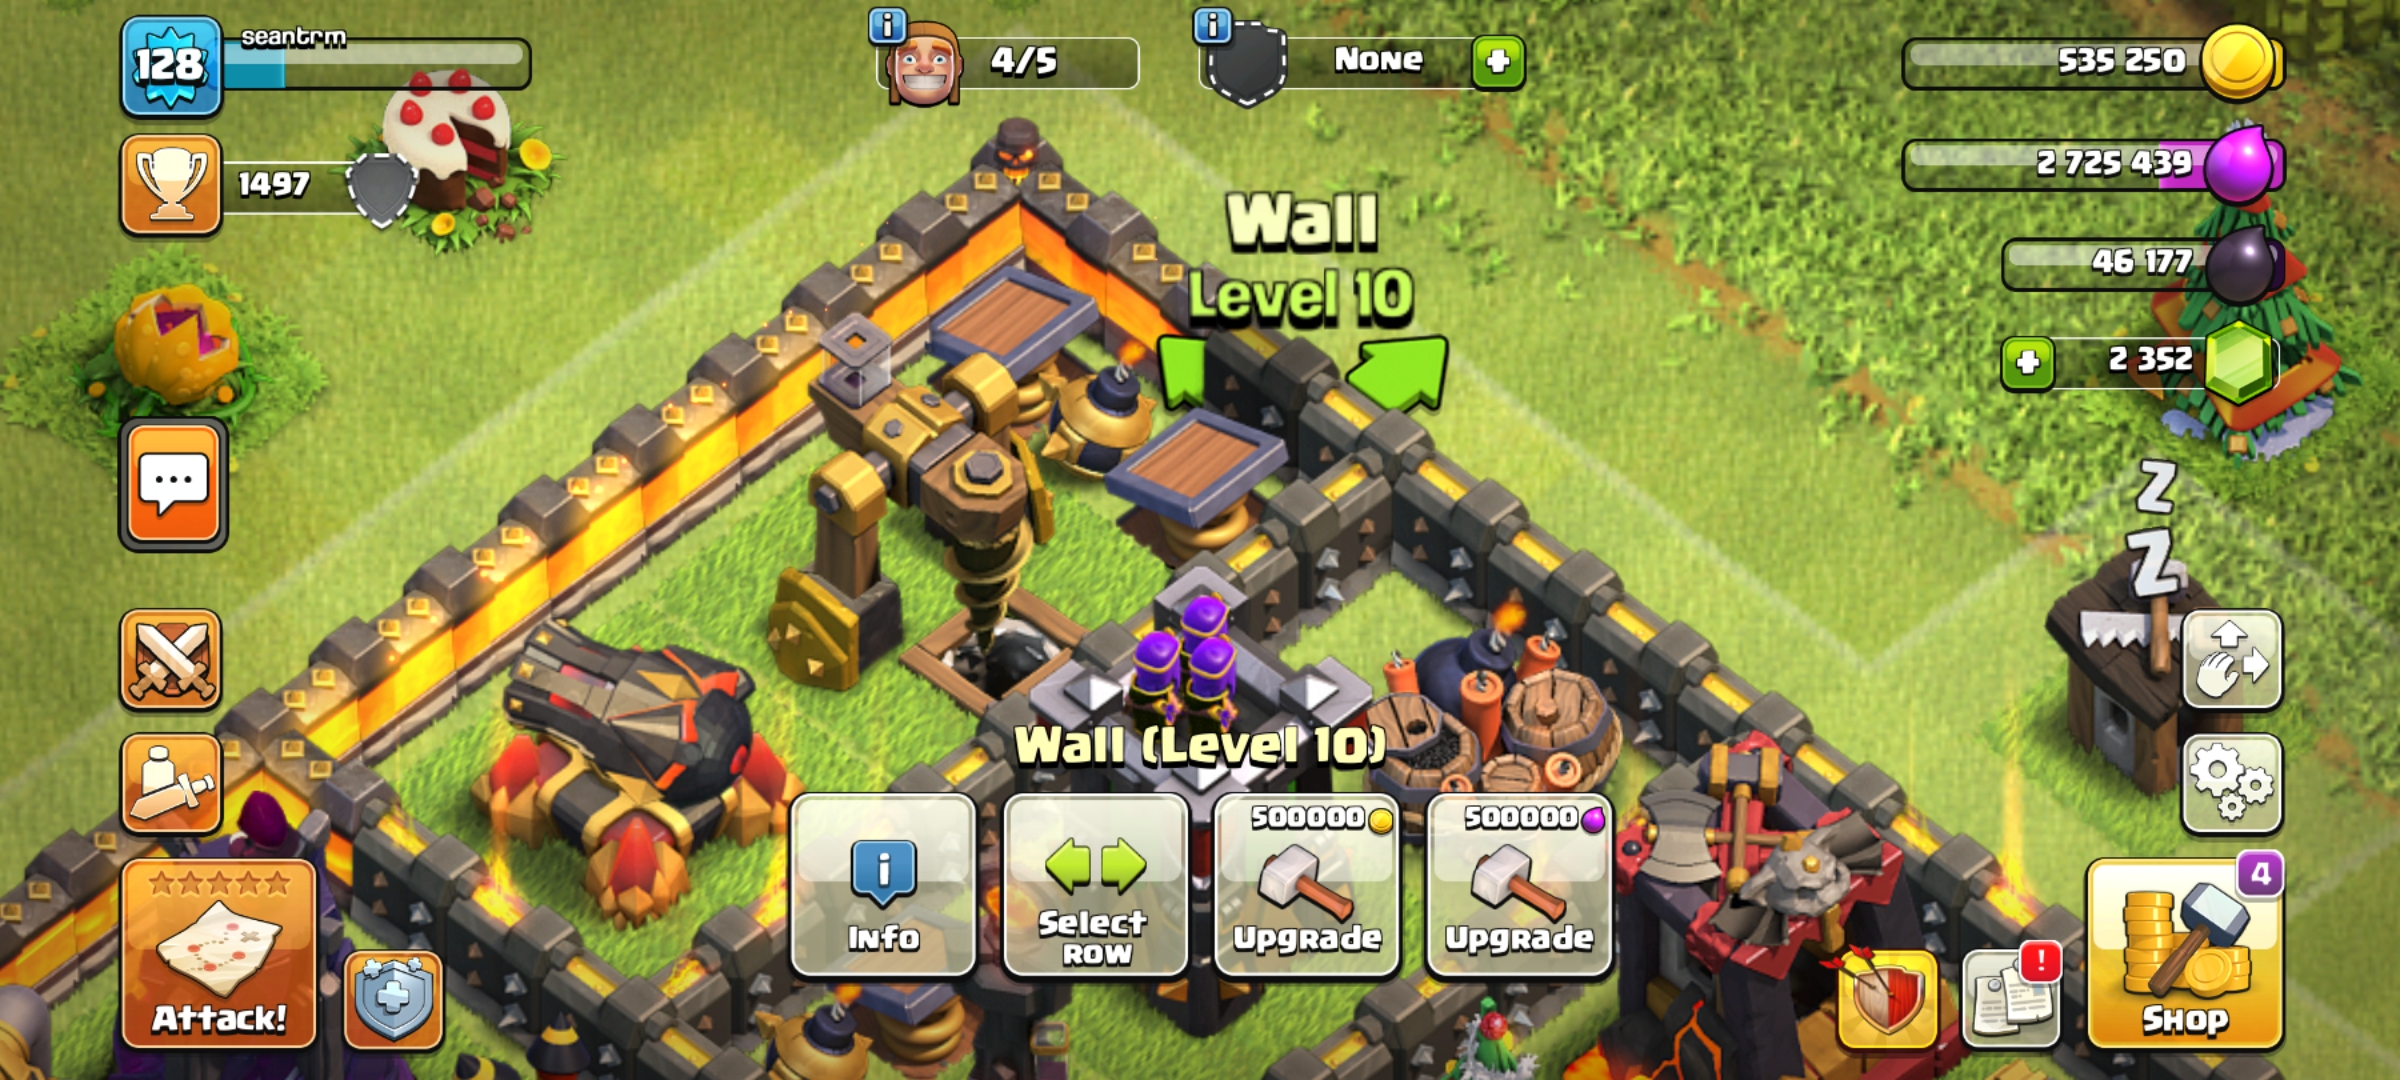 128
seantrm
4/5
None
535 250
1497
2 725 439
46 177
2 352
Wall
Level 10
Z
Z
Wall (Level 10)
Info
Select
row
500000
Upgrade
500000
Upgrade
Attack!
!
4
Shop